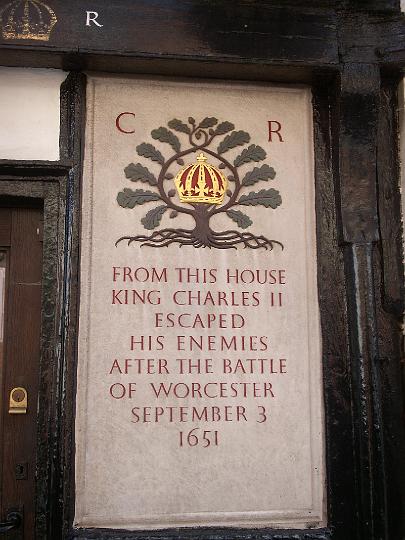 R
C R
FROM THIS HOUSE
KING CHARLES II
ESCAPED
HIS ENEMIES
AFTER THE BATTLE
OF WORCESTER
SEPTEMBER 3
1651